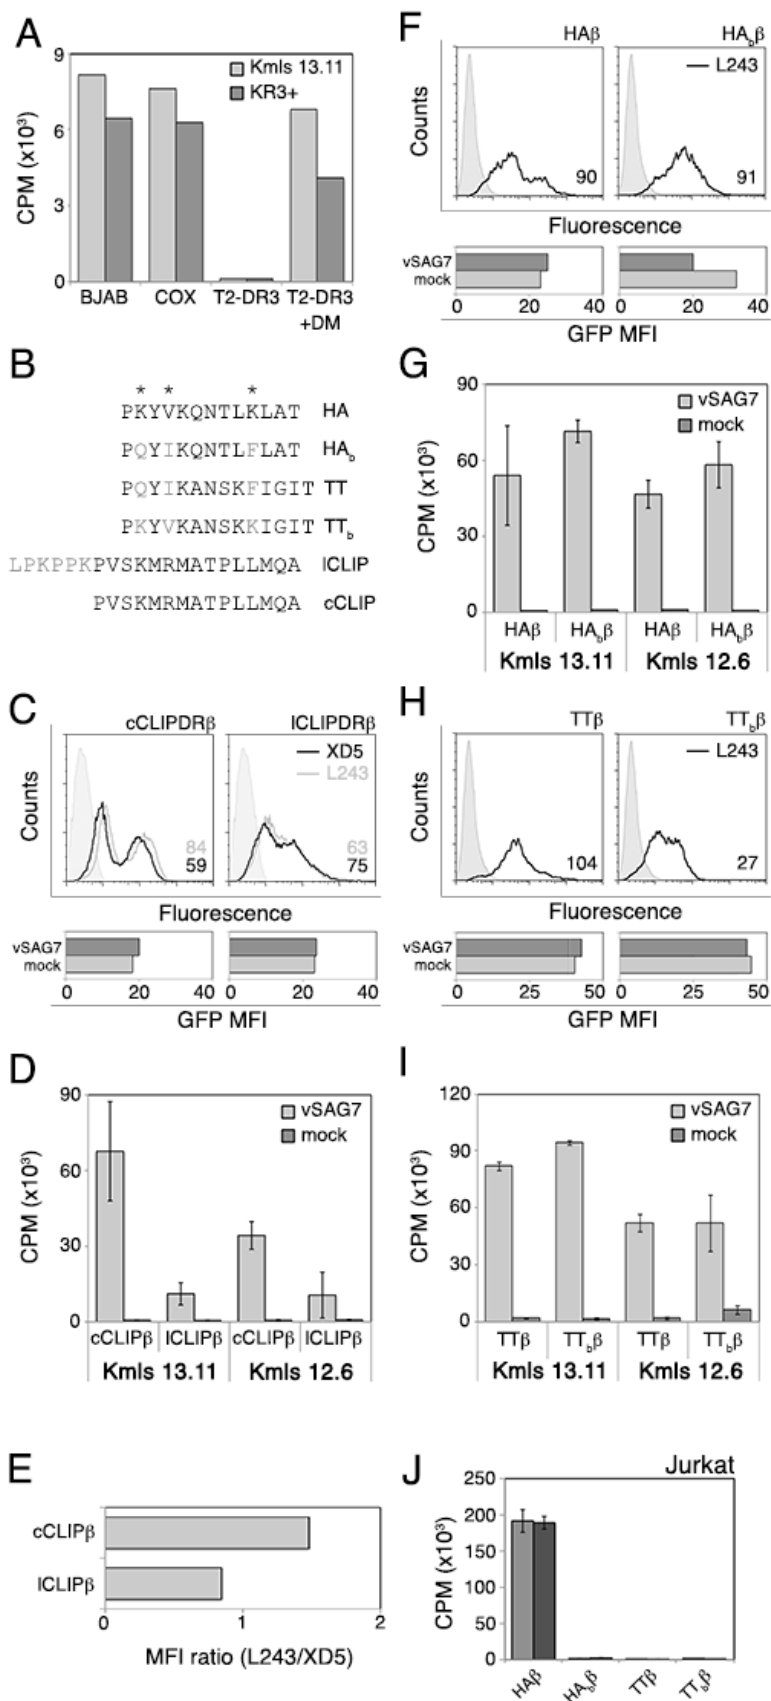 A
9
6
3
0
CPM (x10³)
Kmls 13.11
KR3+
BJAB
COX
T2-DR3
T2-DR3
+DM
B
* * *
PKYVKQNTLKLAT HA
PQYIKQNTLFLAT HAb
PQYIKANSKFIGIT TT
PKYVKANSKKIGIT TTb
LPKPPKPVSKMRMATPLLMQA lCLIP
PVSKMRMATPLLMQA cCLIP
C
cCLIPDRβ
lCLIPDRβ
Counts
XD5
L243
84
59
63
75
Fluorescence
vSAG7
mock
0 20 40
0 20 40
GFP MFI
D
90
60
30
0
CPM (x10³)
vSAG7
mock
cCLIPβ lCLIPβ cCLIPβ lCLIPβ
Kmls 13.11 Kmls 12.6
E
cCLIPβ
lCLIPβ
0 1 2
MFI ratio (L243/XD5)
F
HAβ
HAbβ
Counts
L243
90
91
Fluorescence
vSAG7
mock
0 20 40
0 20 40
GFP MFI
G
90
60
30
0
CPM (x10³)
vSAG7
mock
HAβ HAbβ HAβ HAbβ
Kmls 13.11 Kmls 12.6
H
TTβ
TTbβ
Counts
L243
104
27
Fluorescence
vSAG7
mock
0 25 50
0 25 50
GFP MFI
I
120
90
60
30
0
CPM (x10³)
vSAG7
mock
TTβ TTbβ TTβ TTbβ
Kmls 13.11 Kmls 12.6
J
Jurkat
250
200
150
100
50
0
CPM (x10³)
HAβ
HAbβ
TTβ
TTbβ